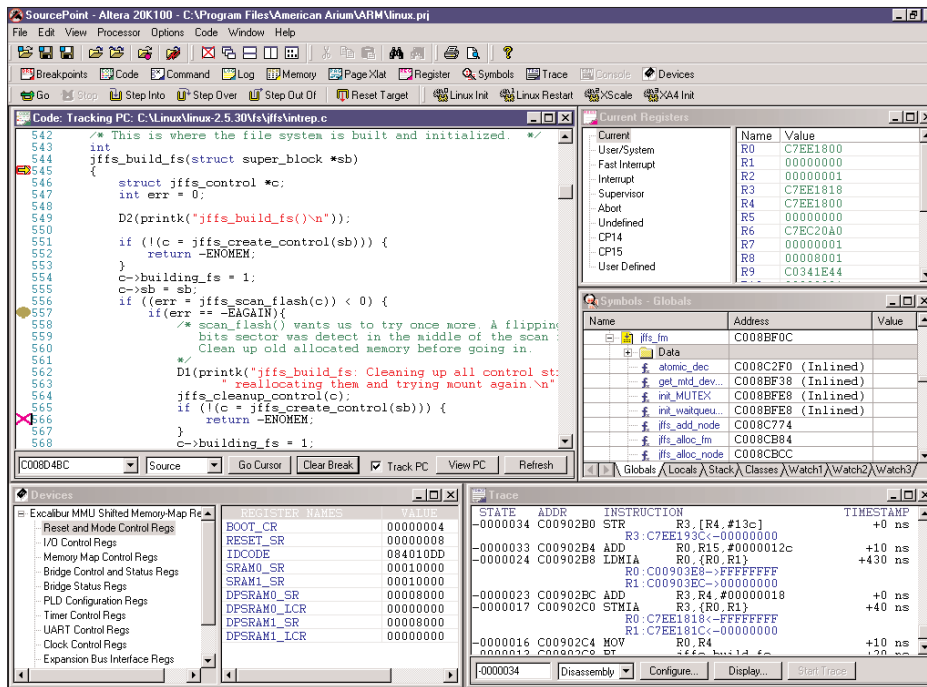 SourcePoint - Altera 20K100 - C:\Program Files\American Arium\ARM\linux.prj
File Edit View Processor Options Code Window Help
Breakpoints Code Command Log Memory Page Xlat Register Symbols Trace Console Devices
Go Stop Step Into Step Over Step Out Of Reset Target Linux Init Linux Restart XScale XA4 Init
Code: Tracking PC: C:\Linux\linux-2.5.30\fs\jffs\intrep.c
542 /* This is where the file system is built and initialized. */
543 int
544 jffs_build_fs(struct super_block *sb)
545 {
546 struct jffs_control *c;
547 int err = 0;
548
549 D2(printk("jffs_build_fs()\n"));
550
551 if (!(c = jffs_create_control(sb))) {
552 return -ENOMEM;
553 }
554 c->building_fs = 1;
555 c->sb = sb;
556 if ((err = jffs_scan_flash(c)) < 0) {
557 if(err == -EAGAIN){
558 /* scan_flash() wants us to try once more. A flipping
559 bits sector was detect in the middle of the scan
560 Clean up old allocated memory before going in.
561 */
562 D1(printk("jffs_build_fs: Cleaning up all control st
563 " reallocating them and trying mount again.\n"
564 jffs_cleanup_control(c);
565 if (!(c = jffs_create_control(sb))) {
566 return -ENOMEM;
567 }
568 c->building_fs = 1;
C008D4BC Source Go Cursor Clear Break Track PC View PC Refresh
Current Registers
Current
User/System
Fast Interrupt
Interrupt
Supervisor
Abort
Undefined
CP14
CP15
User Defined
Name Value
R0 C7EE1800
R1 00000000
R2 00000001
R3 C7EE1818
R4 C7EE1800
R5 00000000
R6 C7EC20A0
R7 00000001
R8 00008001
R9 C0341E44
Symbols - Globals
Name Address Value
jffs_fm C008BF0C
Data
atomic_dec C008C2F0 (Inlined)
get_mtd_dev... C008BF38 (Inlined)
init_MUTEX C008BFE8 (Inlined)
init_waitqueu... C008BFE8 (Inlined)
jffs_add_node C008C774
jffs_alloc_fm C008CB84
jffs_alloc_node C008CBCC
Globals Locals Stack Classes Watch1 Watch2 Watch3
Devices
Excalibur MMU Shifted Memory-Map Re
Reset and Mode Control Regs
I/O Control Regs
Memory Map Control Regs
Bridge Control and Status Regs
Bridge Status Regs
PLD Configuration Regs
Timer Control Regs
UART Control Regs
Clock Control Regs
Expansion Bus Interface Regs
REGISTER NAMES VALUE
BOOT_CR 00000004
RESET_SR 00000008
IDCODE 084010DD
SRAM0_SR 00010000
SRAM1_SR 00010000
DPSRAM0_SR 00008000
DPSRAM0_LCR 00000000
DPSRAM1_SR 00008000
DPSRAM1_LCR 00000000
Trace
STATE ADDR INSTRUCTION TIMESTAMP
-0000034 C00902B0 STR R3,[R4,#13c] +0 ns
R3:C7EE193C<-00000000
-0000033 C00902B4 ADD R0,R15,#0000012c +10 ns
-0000024 C00902B8 LDMIA R0,{R0,R1} +430 ns
R0:C00903E8->FFFFFFFF
R1:C00903EC->00000000
-0000023 C00902BC ADD R3,R4,#00000018 +0 ns
-0000017 C00902C0 STMIA R3,{R0,R1} +40 ns
R0:C7EE1818<-FFFFFFFF
R1:C7EE181C<-00000000
-0000016 C00902C4 MOV R0,R4 +10 ns
-0000013 C00902C8 BL jffs_build_fs +20 ns
-0000034 Disassembly Configure... Display... Start Trace